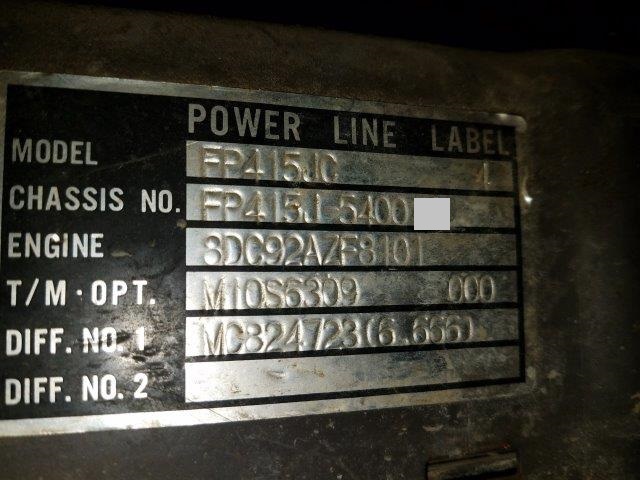 POWER LINE LABEL
MODEL FP415JC 4
CHASSIS NO. FP415J-5400
ENGINE 8DC92AZF8101
T/M·OPT. M10S6309 000
DIFF. NO. 1 MC824723(6.666)
DIFF. NO. 2